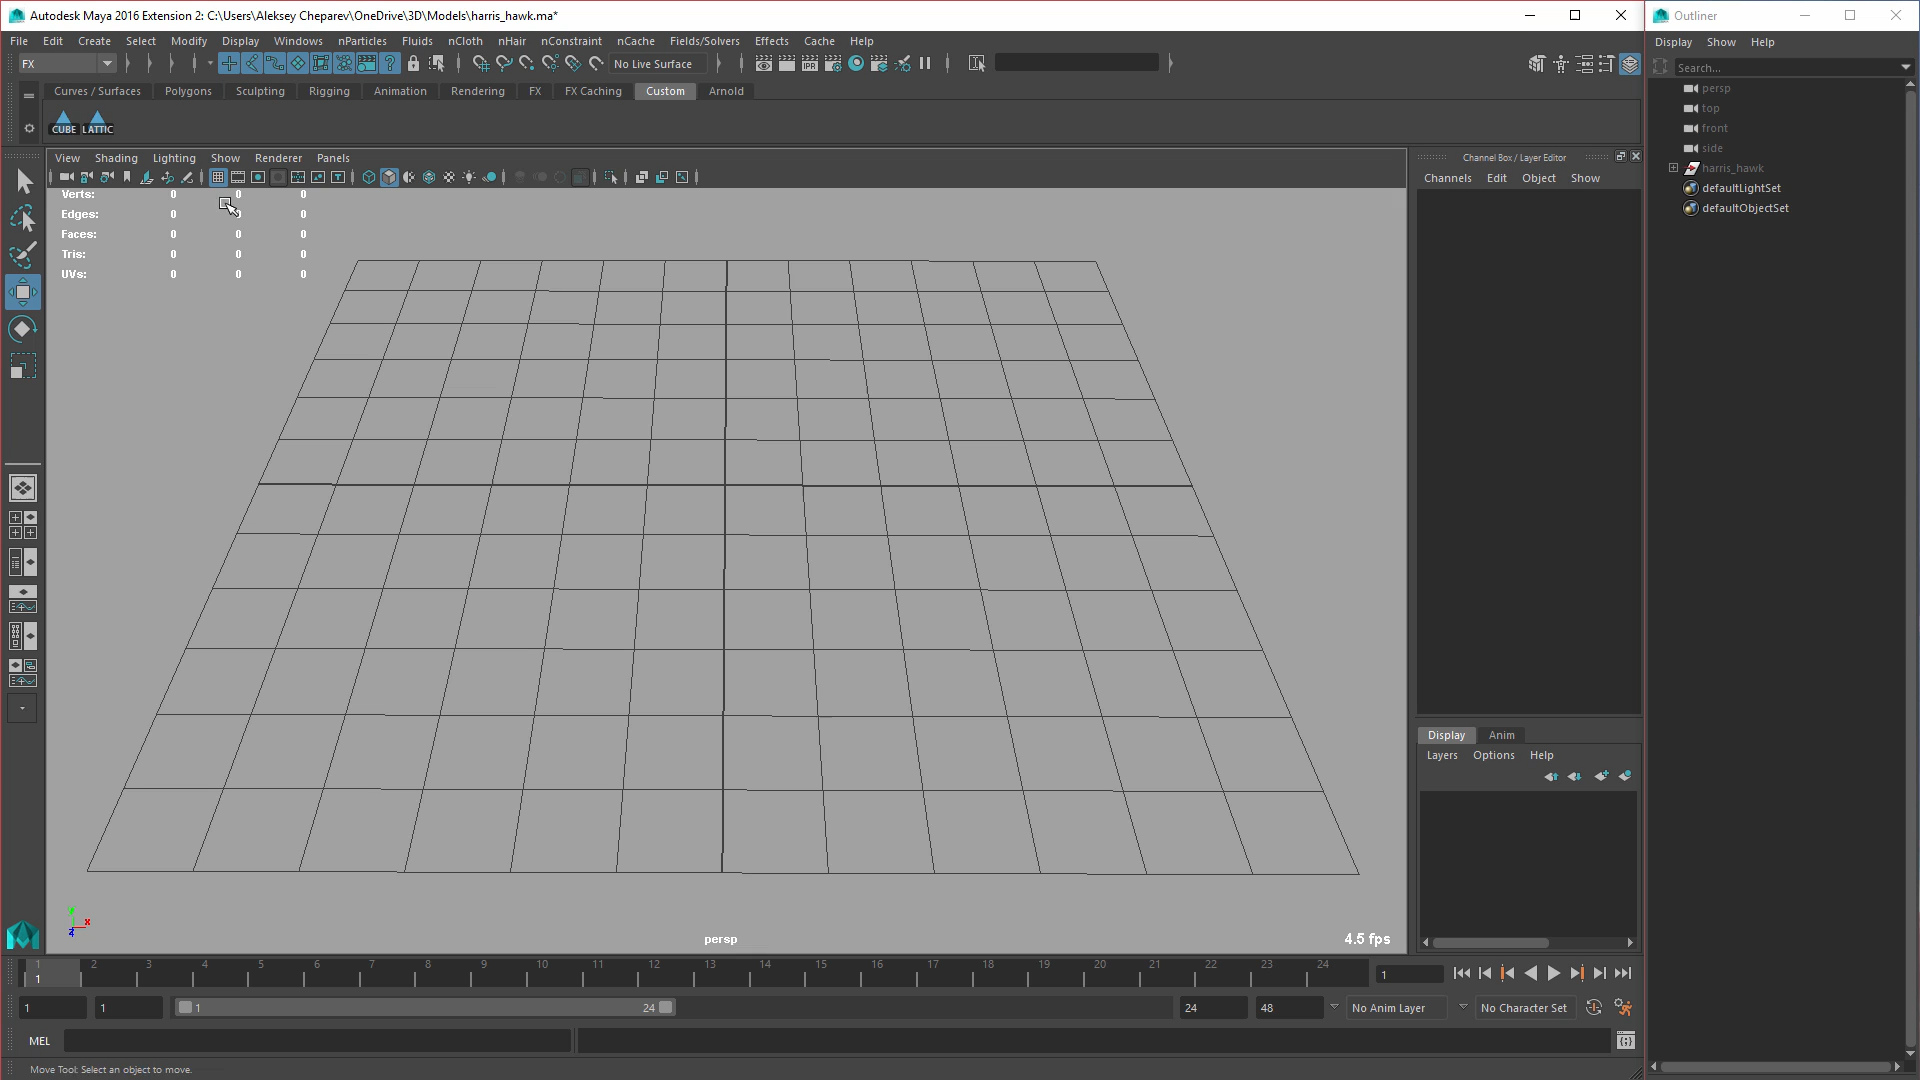 Autodesk Maya 2016 Extension 2: C:\Users\Aleksey Cheparev\OneDrive\3D\Models\harris_hawk.ma*
File Edit Create Select Modify Display Windows nParticles Fluids nCloth nHair nConstraint nCache Fields/Solvers Effects Cache Help
FX No Live Surface
IPR
Curves / Surfaces Polygons Sculpting Rigging Animation Rendering FX FX Caching Custom Arnold
CUBE LATTIC
View Shading Lighting Show Renderer Panels
Verts: 0 0 0
Edges: 0 0 0
Faces: 0 0 0
Tris: 0 0 0
UVs: 0 0 0
y x z
persp
4.5 fps
Channel Box / Layer Editor
Channels Edit Object Show
Display Anim
Layers Options Help
Outliner
Display Show Help
Search...
persp
top
front
side
harris_hawk
defaultLightSet
defaultObjectSet
1 2 3 4 5 6 7 8 9 10 11 12 13 14 15 16 17 18 19 20 21 22 23 24
1 1
1 1 1 24 24 48 No Anim Layer No Character Set
MEL
Move Tool: Select an object to move.